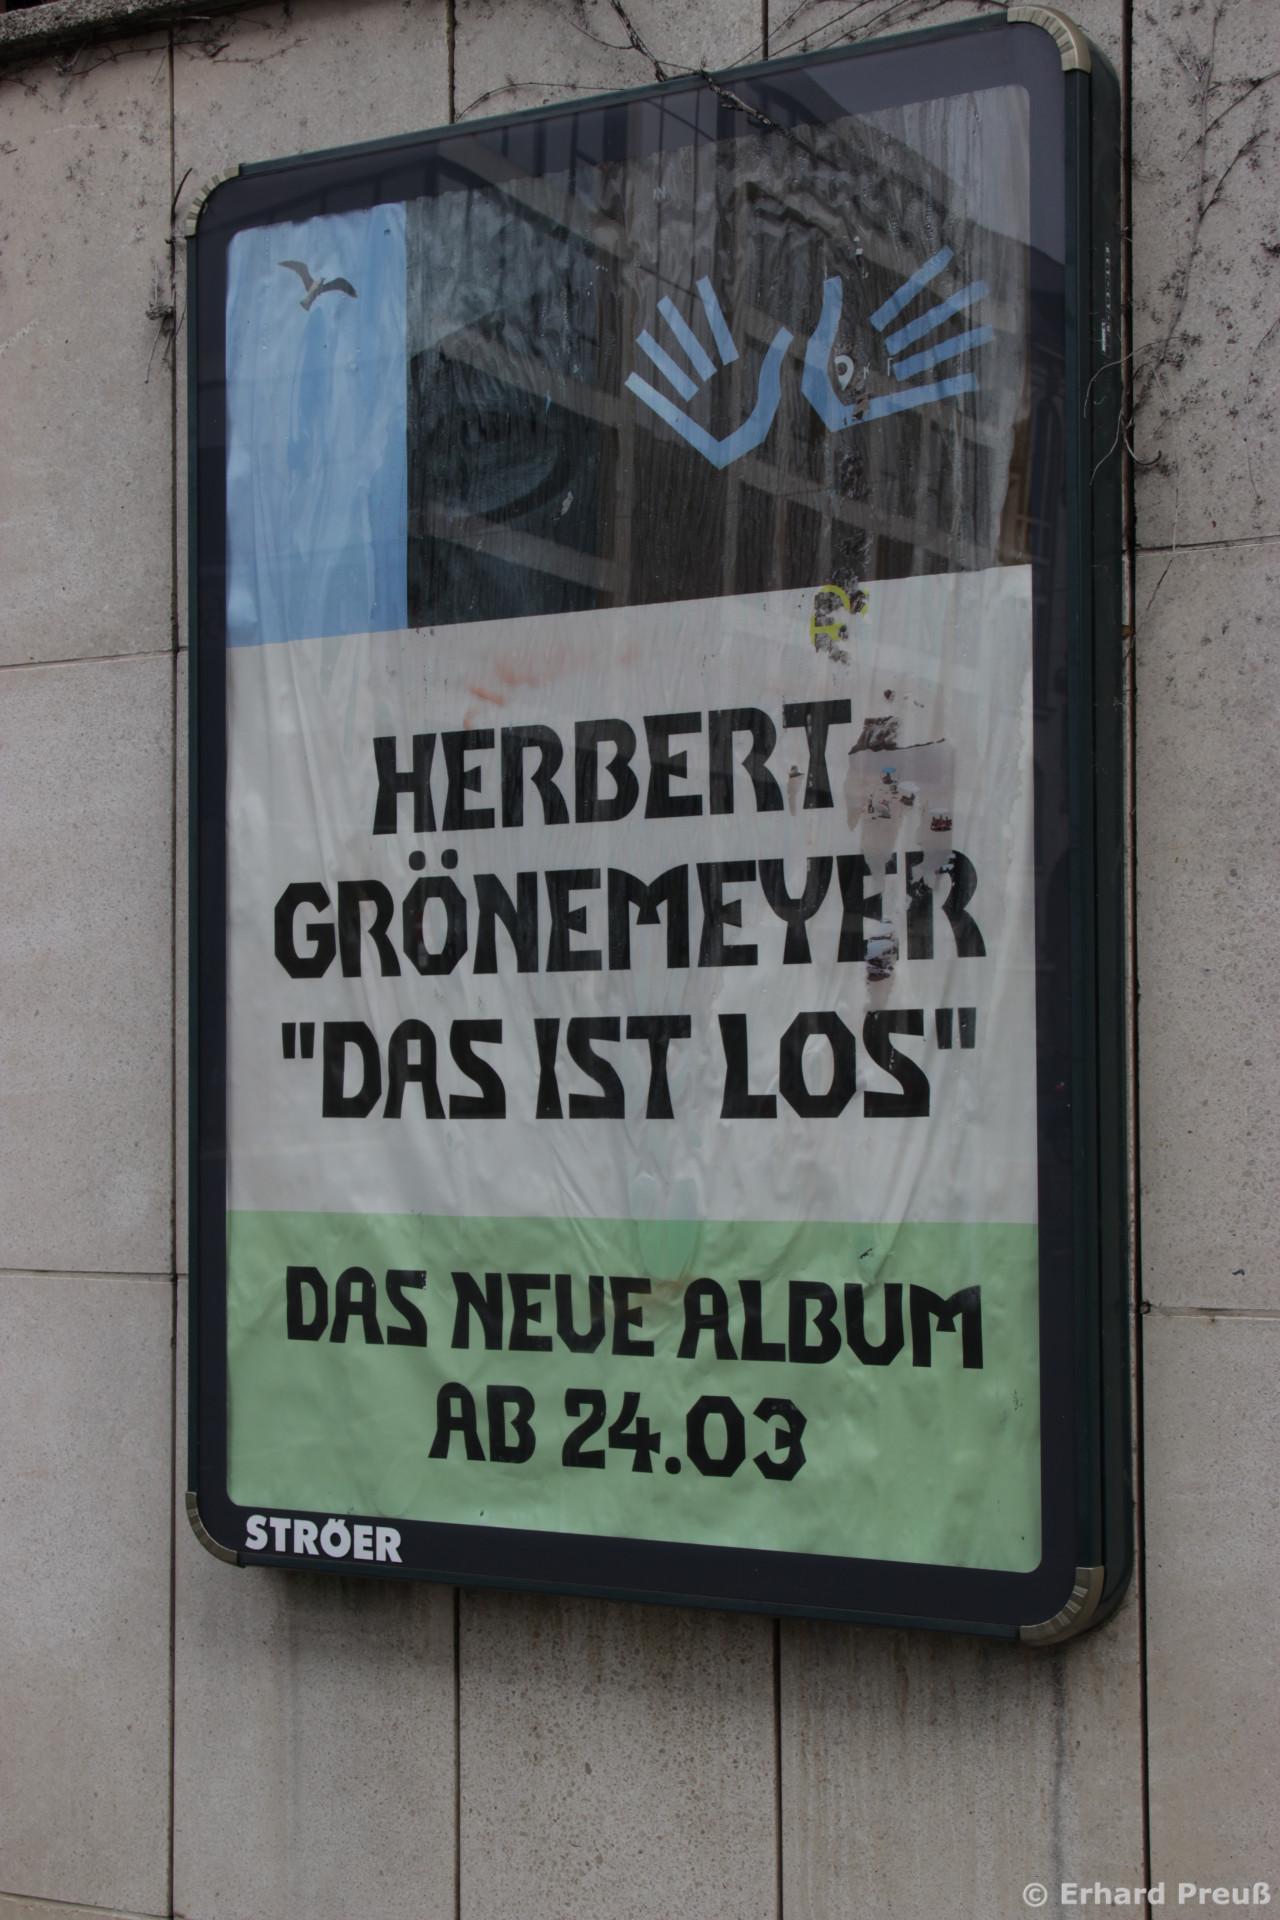 HERBERT
GRÖNEMEYER
"DAS IST LOS"
DAS NEUE ALBUM
AB 24.03
STRÖER
© Erhard Preuß